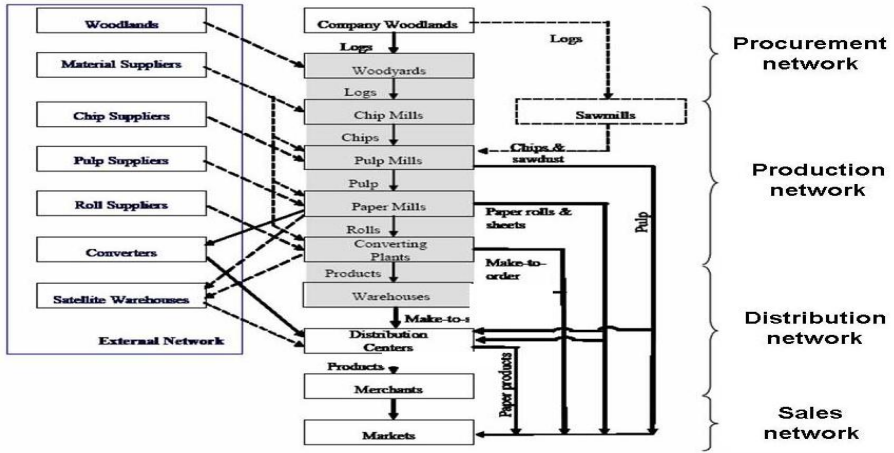 Woodlands
Material Suppliers
Chip Suppliers
Pulp Suppliers
Roll Suppliers
Converters
Satellite Warehouses
External Network
Company Woodlands
Logs
Woodyards
Logs
Chip Mills
Chips
Pulp Mills
Pulp
Paper Mills
Rolls
Converting
Plants
Products
Warehouses
Make-to-s
Distribution
Centers
Products
Merchants
Markets
Logs
Sawmills
Chips &
sawdust
Paper rolls &
sheets
Make-to-
order
Pulp
Paper products
Procurement
network
Production
network
Distribution
network
Sales
network